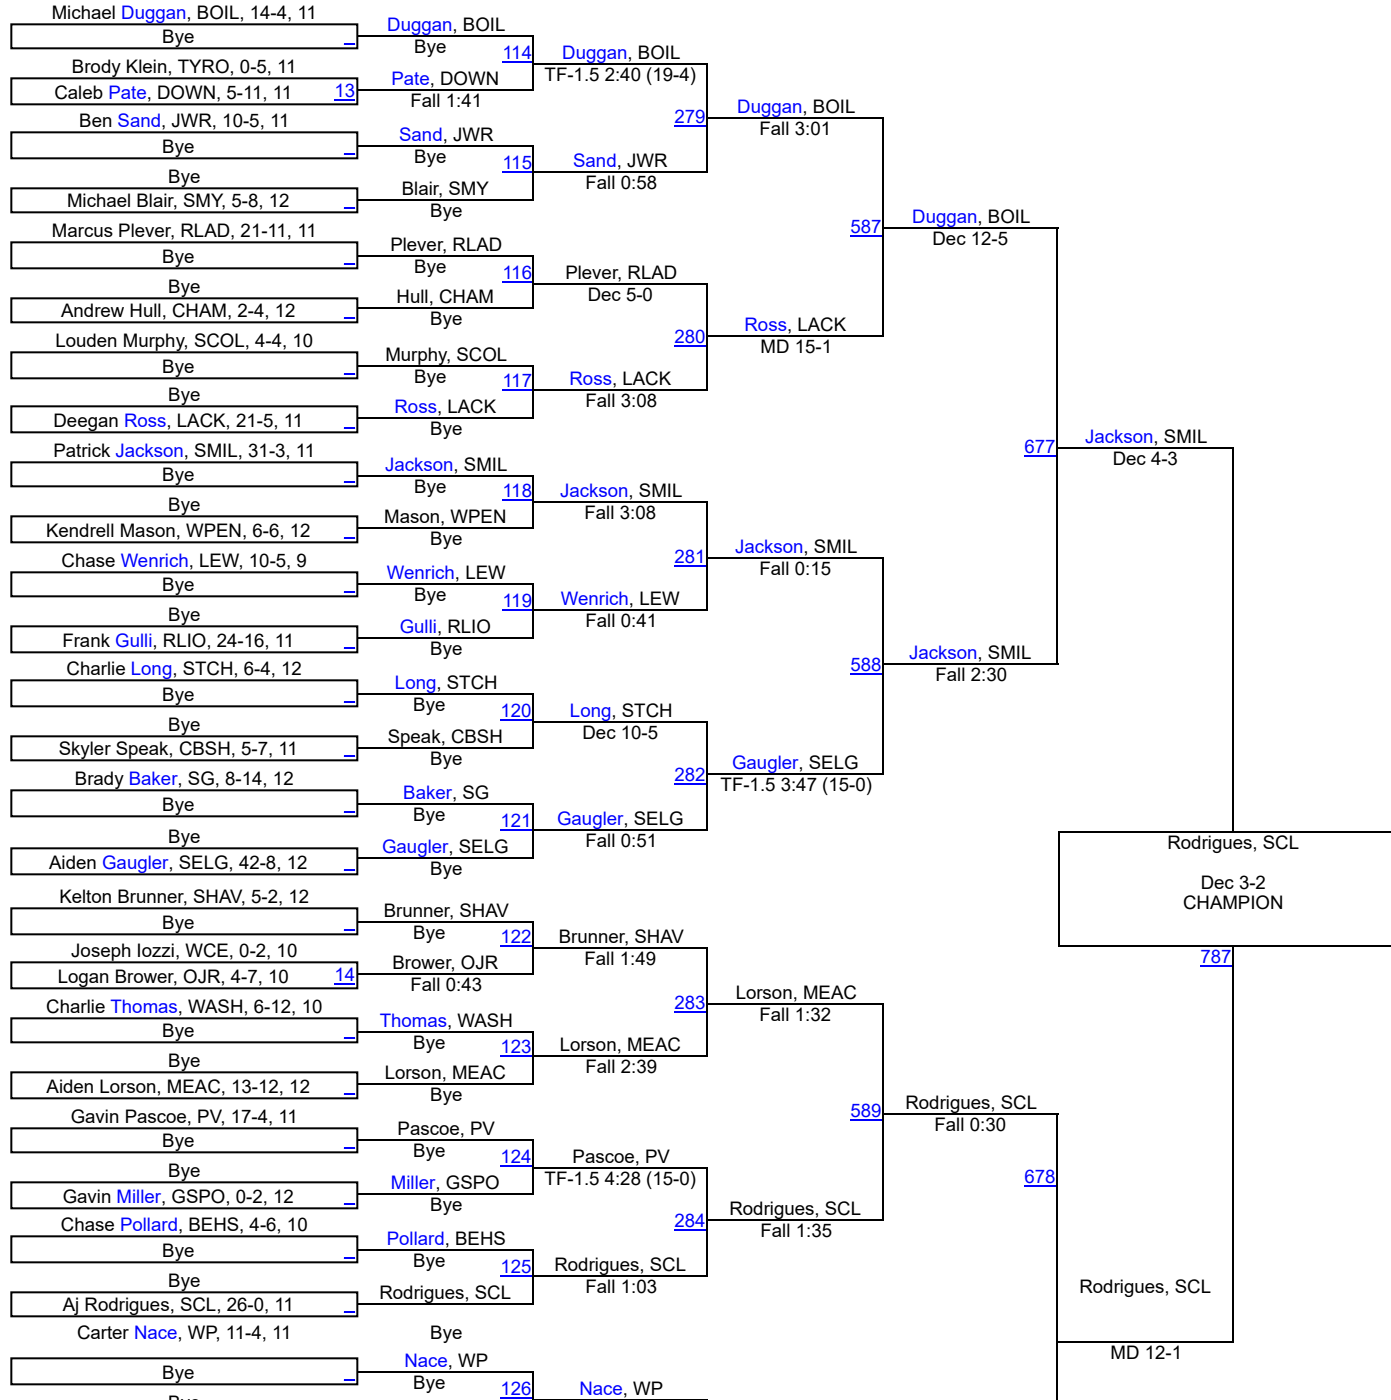 Michael Duggan, BOIL, 14-4, 11
Bye
Brody Klein, TYRO, 0-5, 11
Caleb Pate, DOWN, 5-11, 11 13
Ben Sand, JWR, 10-5, 11
Bye
Bye
Michael Blair, SMY, 5-8, 12
Marcus Plever, RLAD, 21-11, 11
Bye
Bye
Andrew Hull, CHAM, 2-4, 12
Louden Murphy, SCOL, 4-4, 10
Bye
Bye
Deegan Ross, LACK, 21-5, 11
Patrick Jackson, SMIL, 31-3, 11
Bye
Bye
Kendrell Mason, WPEN, 6-6, 12
Chase Wenrich, LEW, 10-5, 9
Bye
Bye
Frank Gulli, RLIO, 24-16, 11
Charlie Long, STCH, 6-4, 12
Bye
Bye
Skyler Speak, CBSH, 5-7, 11
Brady Baker, SG, 8-14, 12
Bye
Bye
Aiden Gaugler, SELG, 42-8, 12
Kelton Brunner, SHAV, 5-2, 12
Bye
Joseph Iozzi, WCE, 0-2, 10
Logan Brower, OJR, 4-7, 10 14
Charlie Thomas, WASH, 6-12, 10
Bye
Bye
Aiden Lorson, MEAC, 13-12, 12
Gavin Pascoe, PV, 17-4, 11
Bye
Bye
Gavin Miller, GSPO, 0-2, 12
Chase Pollard, BEHS, 4-6, 10
Bye
Bye
Aj Rodrigues, SCL, 26-0, 11
Carter Nace, WP, 11-4, 11
Bye
Bye
Duggan, BOIL
Bye
114
Pate, DOWN
Fall 1:41
Sand, JWR
Bye
115
Blair, SMY
Bye
Plever, RLAD
Bye
116
Hull, CHAM
Bye
Murphy, SCOL
Bye
117
Ross, LACK
Bye
Jackson, SMIL
Bye
118
Mason, WPEN
Bye
Wenrich, LEW
Bye
119
Gulli, RLIO
Bye
Long, STCH
Bye
120
Speak, CBSH
Bye
Baker, SG
Bye
121
Gaugler, SELG
Bye
Brunner, SHAV
Bye
122
Brower, OJR
Fall 0:43
Thomas, WASH
Bye
123
Lorson, MEAC
Bye
Pascoe, PV
Bye
124
Miller, GSPO
Bye
Pollard, BEHS
Bye
125
Rodrigues, SCL
Bye
Nace, WP
Bye
126
Duggan, BOIL
TF-1.5 2:40 (19-4)
279
Sand, JWR
Fall 0:58
Plever, RLAD
Dec 5-0
280
Ross, LACK
Fall 3:08
Jackson, SMIL
Fall 3:08
281
Wenrich, LEW
Fall 0:41
Long, STCH
Dec 10-5
282
Gaugler, SELG
Fall 0:51
Brunner, SHAV
Fall 1:49
283
Lorson, MEAC
Fall 2:39
Pascoe, PV
TF-1.5 4:28 (15-0)
284
Rodrigues, SCL
Fall 1:03
Nace, WP
Duggan, BOIL
Fall 3:01
587
Ross, LACK
MD 15-1
Jackson, SMIL
Fall 0:15
588
Gaugler, SELG
TF-1.5 3:47 (15-0)
Lorson, MEAC
Fall 1:32
589
Rodrigues, SCL
Fall 1:35
Duggan, BOIL
Dec 12-5
677
Jackson, SMIL
Fall 2:30
Rodrigues, SCL
Fall 0:30
678
Jackson, SMIL
Dec 4-3
Rodrigues, SCL
Dec 3-2
CHAMPION
787
Rodrigues, SCL
MD 12-1